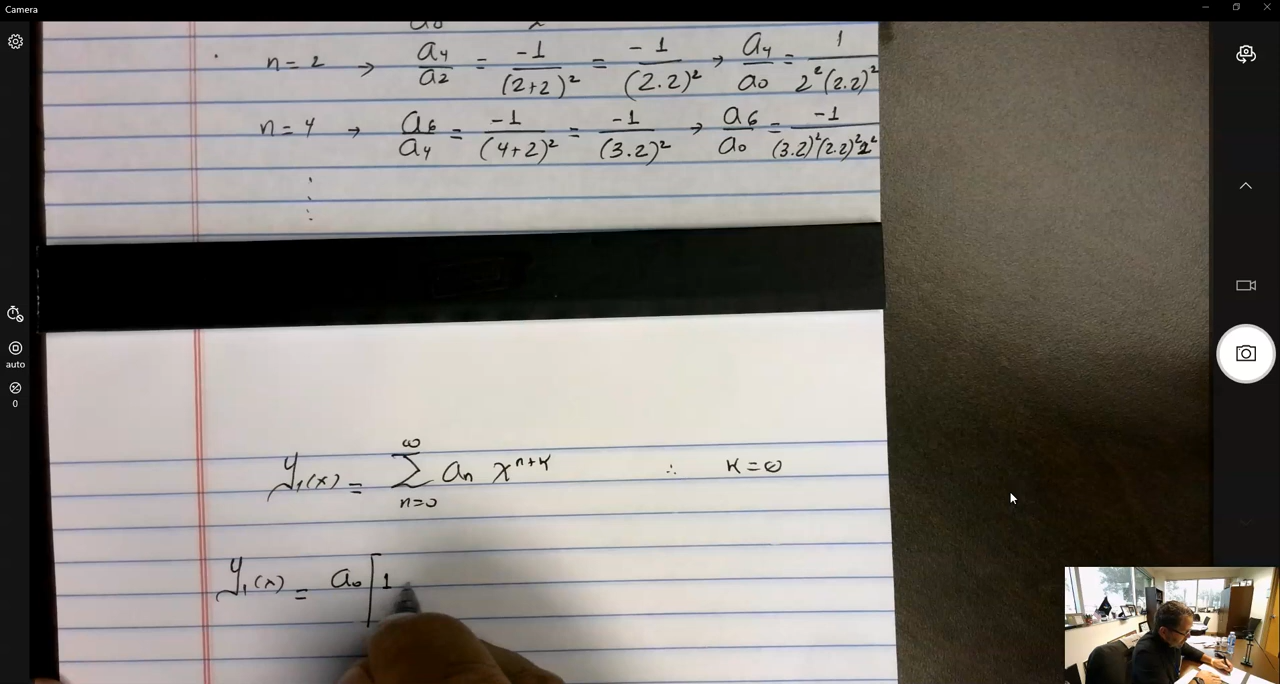 Camera
n = 2 → a4/a2 = -1/(2+2)² = -1/(2.2)² → a4/a0 = 1/2²(2.2)²
n = 4 → a6/a4 = -1/(4+2)² = -1/(3.2)² → a6/a0 = -1/(3.2)²(2.2)²2²
⋮
auto
0
y₁(x) = ∑ₙ₌₀^∞ aₙ xⁿ⁺ᴷ ∴ K = 0
y₁(x) = a₀ [ 1